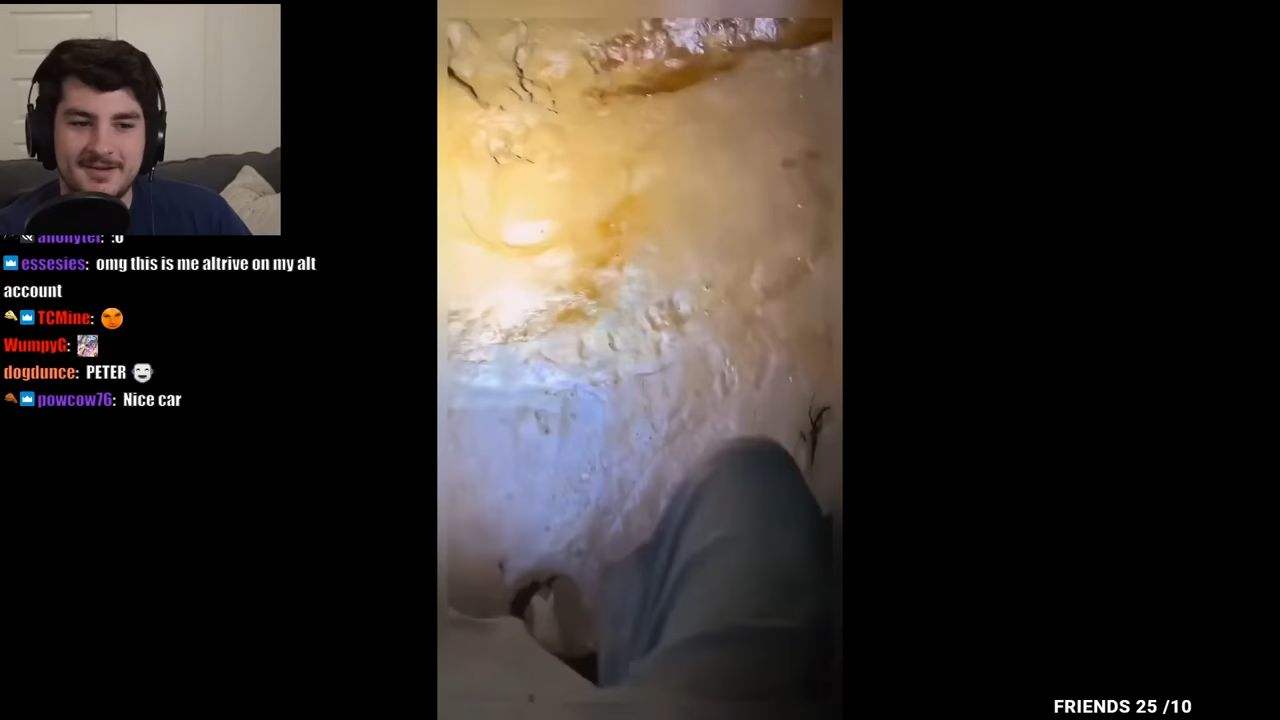 anonytel: :o
essesies: omg this is me altrive on my alt
account
TCMine:
WumpyG:
dogdunce: PETER
powcow76: Nice car
FRIENDS 25 /10